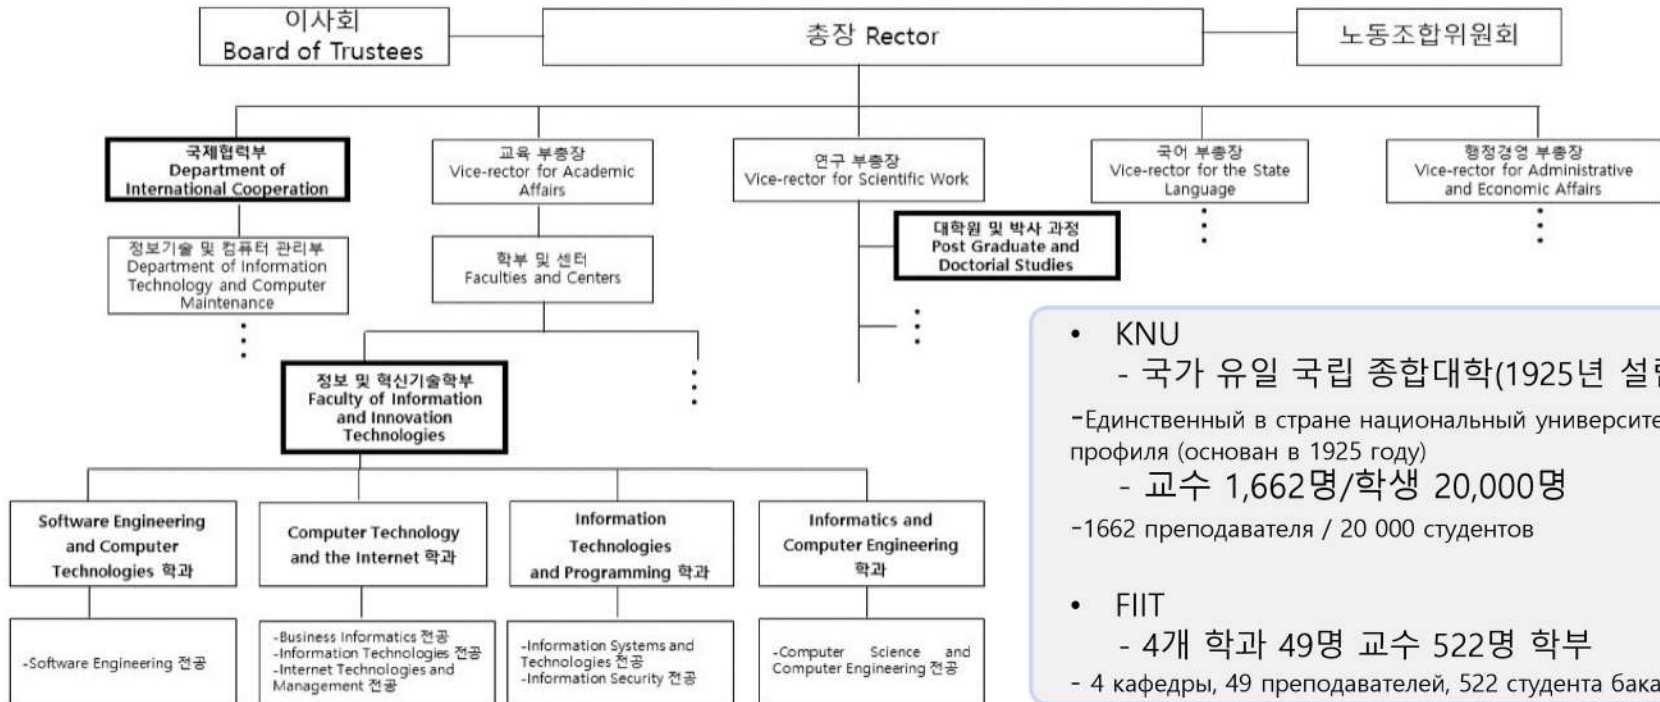 이사회
Board of Trustees
총장 Rector
노동조합위원회
국제협력부
Department of
International Cooperation
교육 부총장
Vice-rector for Academic
Affairs
연구 부총장
Vice-rector for Scientific Work
국어 부총장
Vice-rector for the State
Language
행정경영 부총장
Vice-rector for Administrative
and Economic Affairs
정보기술 및 컴퓨터 관리부
Department of Information
Technology and Computer
Maintenance
학부 및 센터
Faculties and Centers
대학원 및 박사 과정
Post Graduate and
Doctorial Studies
정보 및 혁신기술학부
Faculty of Information
and Innovation
Technologies
Software Engineering
and Computer
Technologies 학과
Computer Technology
and the Internet 학과
Information
Technologies
and Programming 학과
Informatics and
Computer Engineering
학과
-Software Engineering 전공
-Business Informatics 전공
-Information Technologies 전공
-Internet Technologies and
Management 전공
-Information Systems and
Technologies 전공
-Information Security 전공
-Computer Science and
Computer Engineering 전공
• KNU
- 국가 유일 국립 종합대학(1925년
-Единственный в стране национальный
профиля (основан в 1925 году)
- 교수 1,662명/학생 20,000명
-1662 преподавателя / 20 000 студентов
• FIIT
- 4개 학과 49명 교수 522명 학부
- 4 кафедры, 49 преподавателей, 522 студента